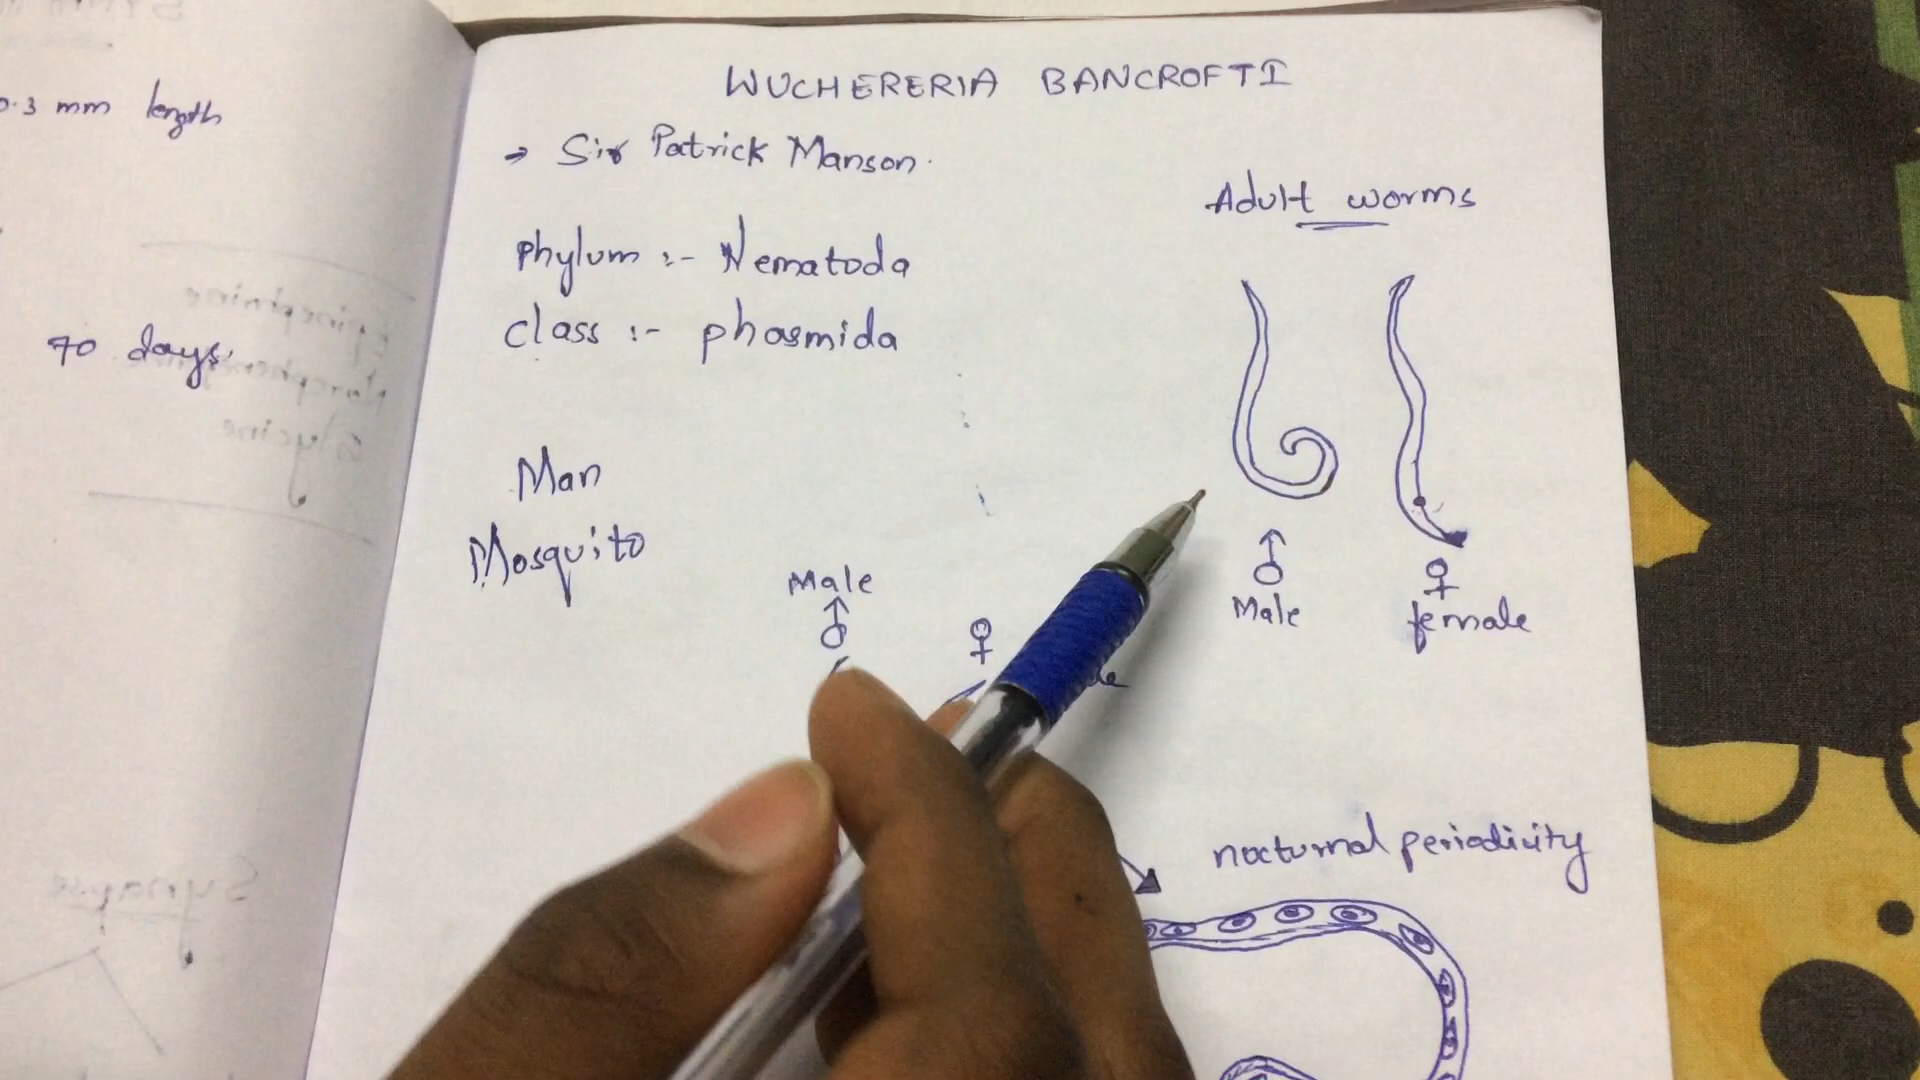 0.3 mm length
70 days.
WUCHERERIA BANCROFTI
→ Sir Patrick Manson.
Phylum :- Nematoda
class :- phasmida
Man
Mosquito
Adult worms
♂
Male
♀
female
Male
♂
♀
nocturnal periodicity